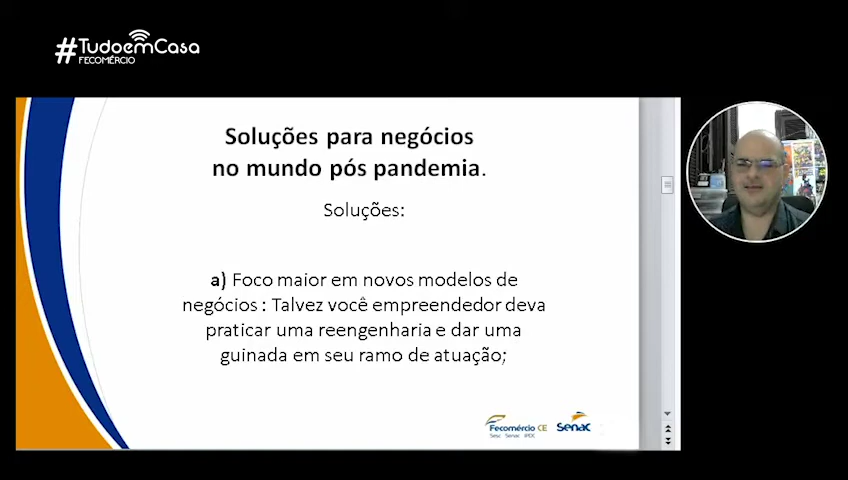 #TudoemCasa
FECOMÉRCIO
Soluções para negócios
no mundo pós pandemia.
Soluções:
a) Foco maior em novos modelos de
negócios : Talvez você empreendedor deva
praticar uma reengenharia e dar uma
guinada em seu ramo de atuação;
Fecomércio CE
Sesc Senac IPDC
Senac